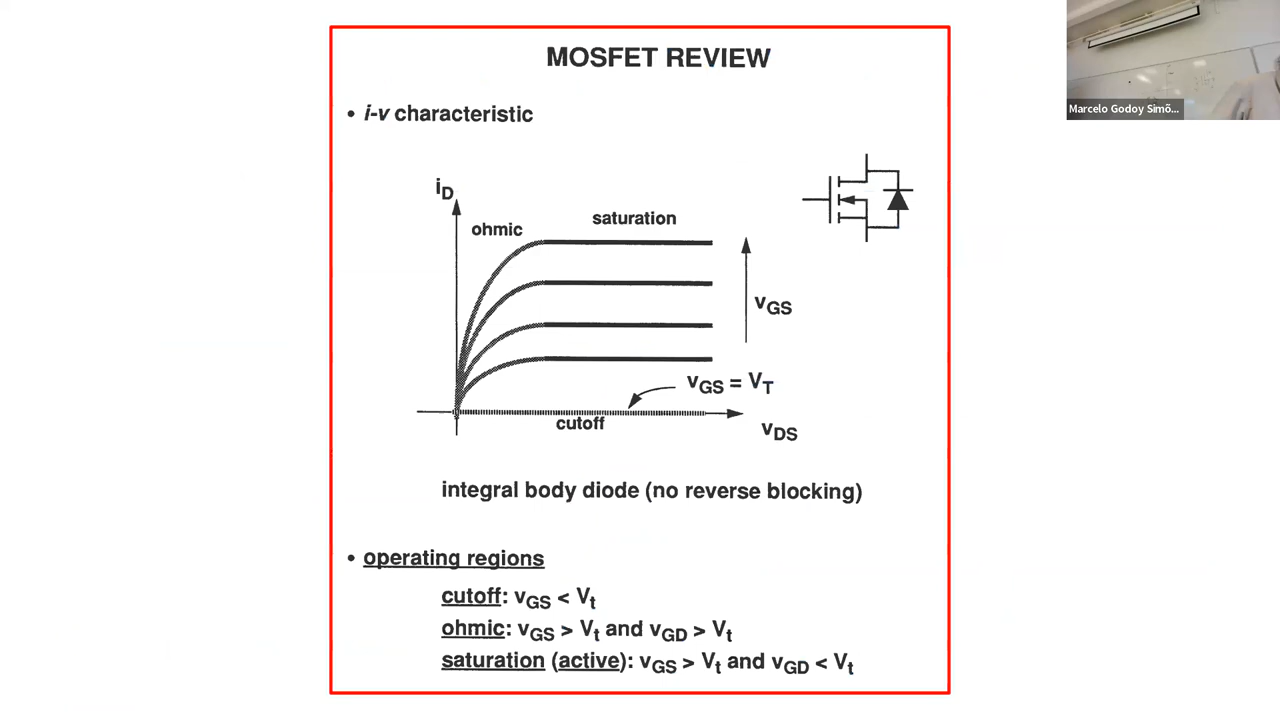 MOSFET REVIEW
Marcelo Godoy Simõ...
• i-v characteristic
iD
ohmic
saturation
vGS
vGS = VT
cutoff
vDS
integral body diode (no reverse blocking)
• operating regions
cutoff: vGS < Vt
ohmic: vGS > Vt and vGD > Vt
saturation (active): vGS > Vt and vGD < Vt